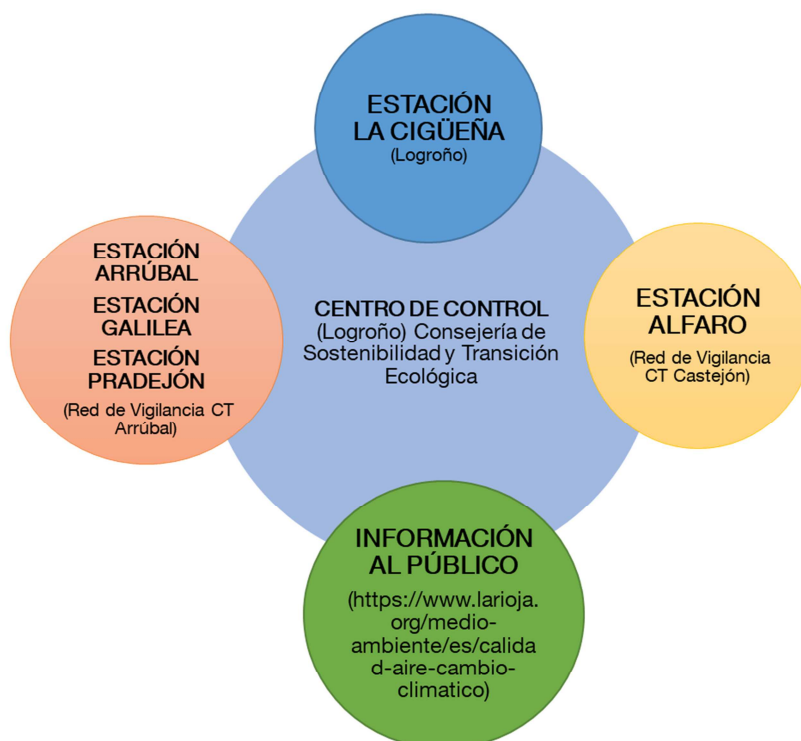 ESTACIÓN
LA CIGÜEÑA
(Logroño)
ESTACIÓN
ARRÚBAL
ESTACIÓN
GALILEA
ESTACIÓN
PRADEJÓN
(Red de Vigilancia CT
Arrúbal)
CENTRO DE CONTROL
(Logroño) Consejería de
Sostenibilidad y Transición
Ecológica
ESTACIÓN
ALFARO
(Red de Vigilancia
CT Castejón)
INFORMACIÓN
AL PÚBLICO
(https://www.larioja.
org/medio-
ambiente/es/calida
d-aire-cambio-
climatico)